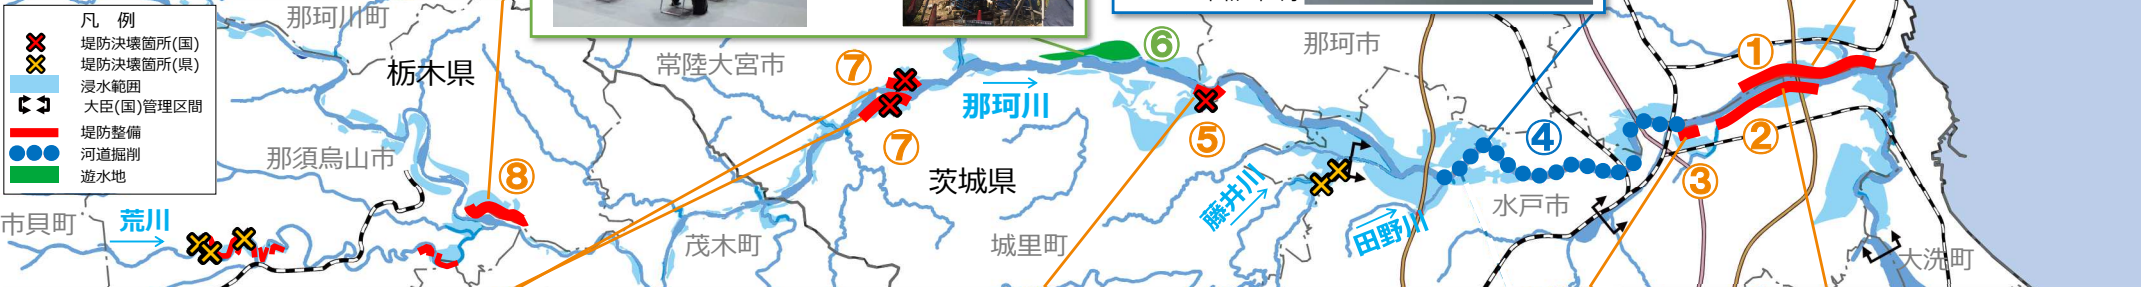 凡 例
堤防決壊箇所(国)
堤防決壊箇所(県)
浸水範囲
大臣(国)管理区間
堤防整備
河道掘削
遊水地
那珂川町
栃木県
那須烏山市
市貝町
荒川
⑧
常陸大宮市
⑦
⑦
那珂川
茨城県
茂木町
城里町
⑥
⑤
那珂市
藤井川
田野川
④
水戸市
①
②
③
大洗町